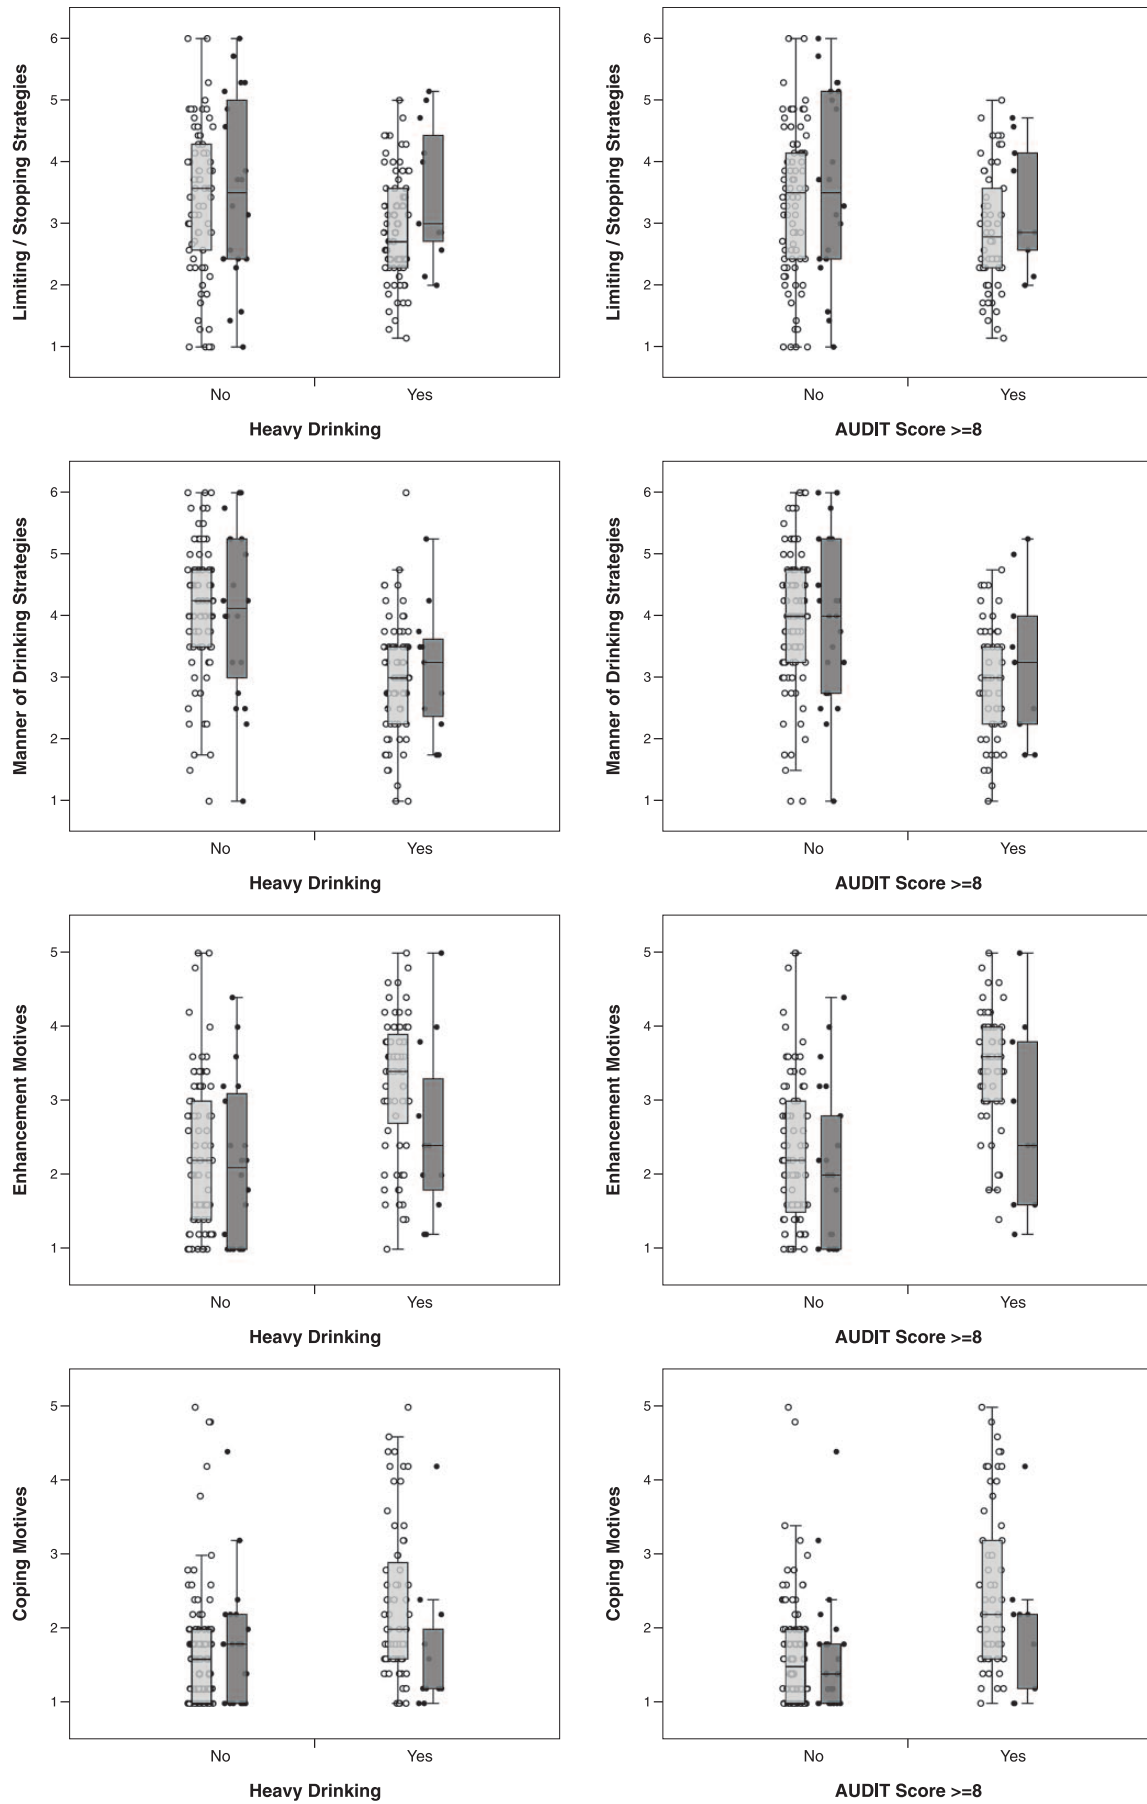 Limiting / Stopping Strategies
6
5
4
3
2
1
No
Yes
Heavy Drinking
Limiting / Stopping Strategies
6
5
4
3
2
1
No
Yes
AUDIT Score >=8
Manner of Drinking Strategies
6
5
4
3
2
1
No
Yes
Heavy Drinking
Manner of Drinking Strategies
6
5
4
3
2
1
No
Yes
AUDIT Score >=8
Enhancement Motives
5
4
3
2
1
No
Yes
Heavy Drinking
Enhancement Motives
5
4
3
2
1
No
Yes
AUDIT Score >=8
Coping Motives
5
4
3
2
1
No
Yes
Heavy Drinking
Coping Motives
5
4
3
2
1
No
Yes
AUDIT Score >=8